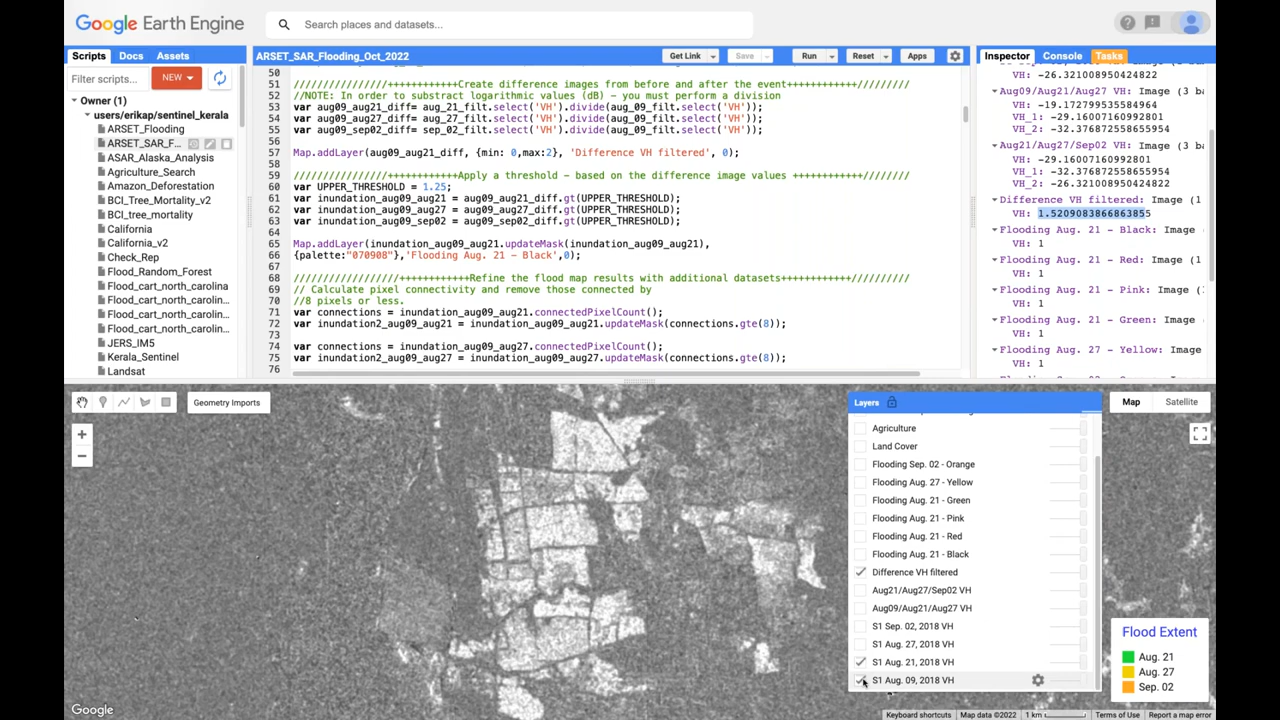 Google Earth Engine
Search places and datasets...
Scripts
Docs
Assets
Filter scripts...
NEW
Owner (1)
users/erikap/sentinel_kerala
ARSET_Flooding
ARSET_SAR_F...
ASAR_Alaska_Analysis
Agriculture_Search
Amazon_Deforestation
BCI_Tree_Mortality_v2
BCI_tree_mortality
California
California_v2
Check_Rep
Flood_Random_Forest
Flood_cart_north_carolina
Flood_cart_north_carolin...
Flood_cart_north_carolin...
Flood_cart_north_carolin...
JERS_IM5
Kerala_Sentinel
Landsat
ARSET_SAR_Flooding_Oct_2022
Get Link
Save
Run
Reset
Apps
50
51 //////////////////++++++++++++Create difference images from before and after the event+++++++++++//////////
52 //NOTE: In order to substract logarithmic values (dB) - you must perform a division
53 var aug09_aug21_diff= aug_21_filt.select('VH').divide(aug_09_filt.select('VH'));
54 var aug09_aug27_diff= aug_27_filt.select('VH').divide(aug_09_filt.select('VH'));
55 var aug09_sep02_diff= sep_02_filt.select('VH').divide(aug_09_filt.select('VH'));
56
57 Map.addLayer(aug09_aug21_diff, {min: 0,max:2}, 'Difference VH filtered', 0);
58
59 //////////////////++++++++++++Apply a threshold - based on the difference image values ++++++++++++////////
60 var UPPER_THRESHOLD = 1.25;
61 var inundation_aug09_aug21 = aug09_aug21_diff.gt(UPPER_THRESHOLD);
62 var inundation_aug09_aug27 = aug09_aug27_diff.gt(UPPER_THRESHOLD);
63 var inundation_aug09_sep02 = aug09_sep02_diff.gt(UPPER_THRESHOLD);
64
65 Map.addLayer(inundation_aug09_aug21.updateMask(inundation_aug09_aug21),
66 {palette:"070908"},'Flooding Aug. 21 - Black',0);
67
68 //////////////////++++++++++++Refine the flood map results with additional datasets++++++++++++//////////
69 // Calculate pixel connectivity and remove those connected by
70 //8 pixels or less.
71 var connections = inundation_aug09_aug21.connectedPixelCount();
72 var inundation2_aug09_aug21 = inundation_aug09_aug21.updateMask(connections.gte(8));
74 var connections = inundation_aug09_aug27.connectedPixelCount();
75 var inundation2_aug09_aug27 = inundation_aug09_aug27.updateMask(connections.gte(8));
76
Inspector
Console
Tasks
VH: -26.321008950424822
Aug09/Aug21/Aug27 VH: Image (3 ba
VH: -19.172799535584964
VH_1: -29.16007160992801
VH_2: -32.376872558655954
Aug21/Aug27/Sep02 VH: Image (3 ba
VH: -29.16007160992801
VH_1: -32.376872558655954
VH_2: -26.321008950424822
Difference VH filtered: Image (1
VH: 1.5209083866863855
Flooding Aug. 21 - Black: Image
VH: 1
Flooding Aug. 21 - Red: Image
VH: 1
Flooding Aug. 21 - Pink: Image
VH: 1
Flooding Aug. 21 - Green: Image
VH: 1
Flooding Aug. 27 - Yellow: Image
VH: 1
Geometry Imports
Layers
Map
Satellite
Agriculture
Land Cover
Flooding Sep. 02 - Orange
Flooding Aug. 27 - Yellow
Flooding Aug. 21 - Green
Flooding Aug. 21 - Pink
Flooding Aug. 21 - Red
Flooding Aug. 21 - Black
Difference VH filtered
Aug21/Aug27/Sep02 VH
Aug09/Aug21/Aug27 VH
S1 Sep. 02, 2018 VH
S1 Aug. 27, 2018 VH
S1 Aug. 21, 2018 VH
S1 Aug. 09, 2018 VH
Flood Extent
Aug. 21
Aug. 27
Sep. 02
Google
Keyboard shortcuts
Map data ©2022
1 km
Terms of Use
Report a map error